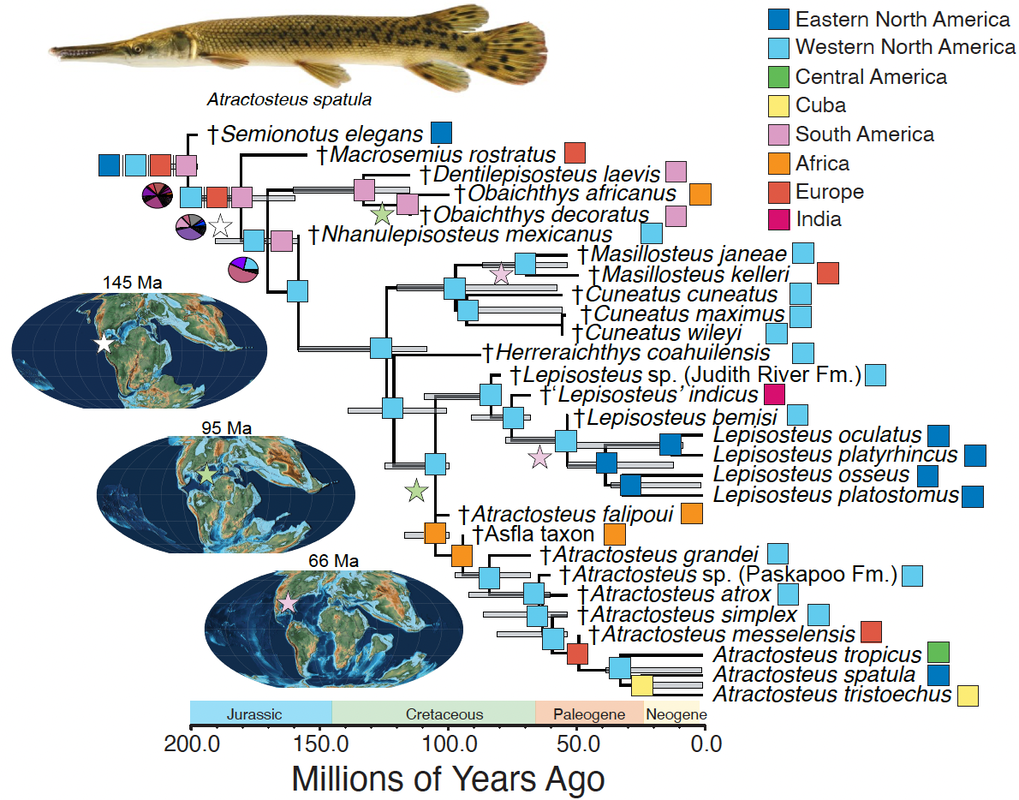 Eastern North America
Western North America
Central America
Cuba
South America
Africa
Europe
India
Atractosteus spatula
†Semionotus elegans
†Macrosemius rostratus
†Dentilepisosteus laevis
†Obaichthys africanus
†Obaichthys decoratus
†Nhanulepisosteus mexicanus
†Masillosteus janeae
†Masillosteus kelleri
†Cuneatus cuneatus
†Cuneatus maximus
†Cuneatus wileyi
†Herreraichthys coahuilensis
†Lepisosteus sp. (Judith River Fm.)
†‘Lepisosteus’ indicus
†Lepisosteus bemisi
Lepisosteus oculatus
Lepisosteus platyrhincus
Lepisosteus osseus
Lepisosteus platostomus
†Atractosteus falipoui
†Asfla taxon
†Atractosteus grandei
†Atractosteus sp. (Paskapoo Fm.)
†Atractosteus atrox
†Atractosteus simplex
†Atractosteus messelensis
Atractosteus tropicus
Atractosteus spatula
Atractosteus tristoechus
145 Ma
95 Ma
66 Ma
Jurassic Cretaceous Paleogene Neogene
200.0 150.0 100.0 50.0 0.0
Millions of Years Ago